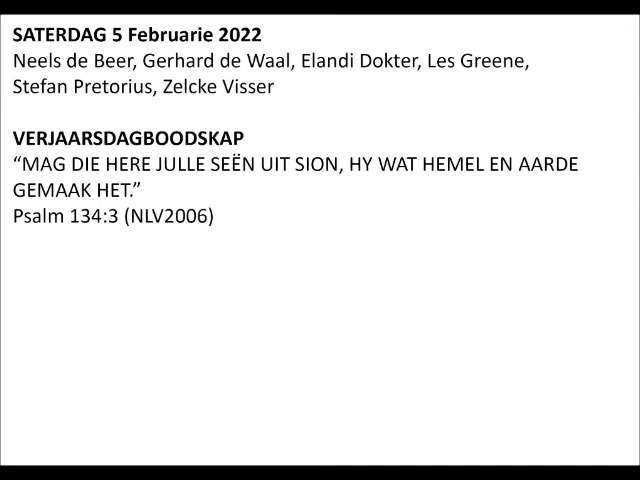 SATERDAG 5 Februarie 2022
Neels de Beer, Gerhard de Waal, Elandi Dokter, Les Greene,
Stefan Pretorius, Zelcke Visser
VERJAARSDAGBOODSKAP
“MAG DIE HERE JULLE SEËN UIT SION, HY WAT HEMEL EN AARDE
GEMAAK HET.”
Psalm 134:3 (NLV2006)